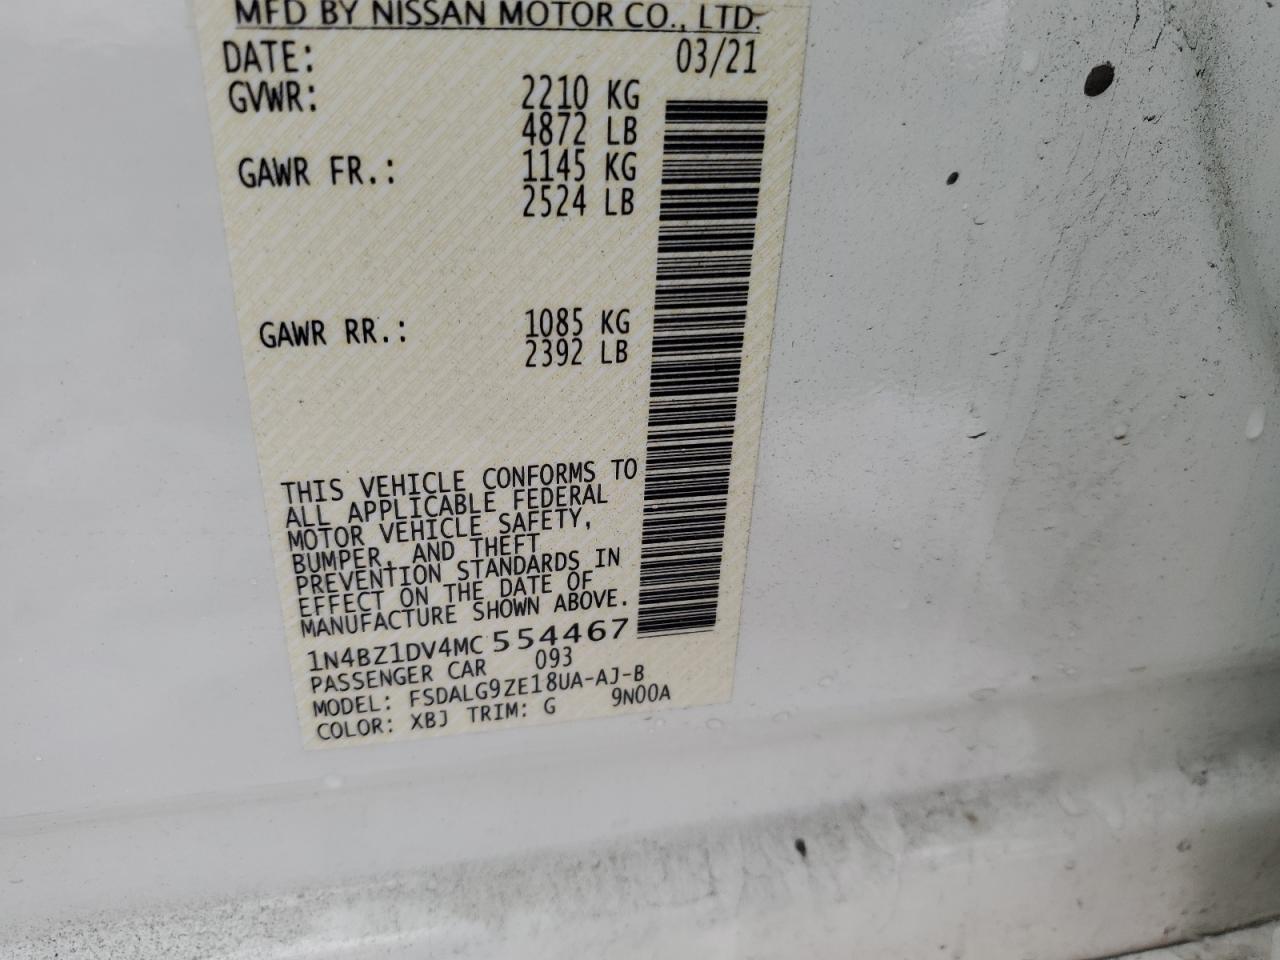 MFD BY NISSAN MOTOR CO., LTD.
DATE: 03/21
GVWR: 2210 KG
4872 LB
GAWR FR.: 1145 KG
2524 LB
GAWR RR.: 1085 KG
2392 LB
THIS VEHICLE CONFORMS TO
ALL APPLICABLE FEDERAL
MOTOR VEHICLE SAFETY,
BUMPER, AND THEFT
PREVENTION STANDARDS IN
EFFECT ON THE DATE OF
MANUFACTURE SHOWN ABOVE.
1N4BZ1DV4MC 554467
PASSENGER CAR 093
MODEL: FSDALG9ZE18UA-AJ-B
COLOR: XBJ TRIM: G 9N00A